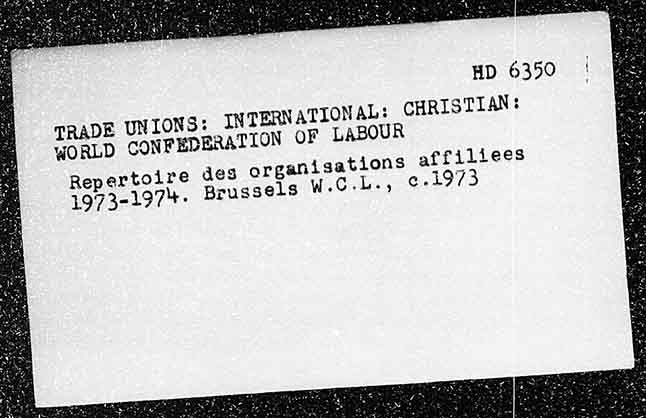 HD 6350
TRADE UNIONS: INTERNATIONAL: CHRISTIAN:
WORLD CONFEDERATION OF LABOUR
Repertoire des organisations affiliees
1973-1974. Brussels W.C.L., c.1973